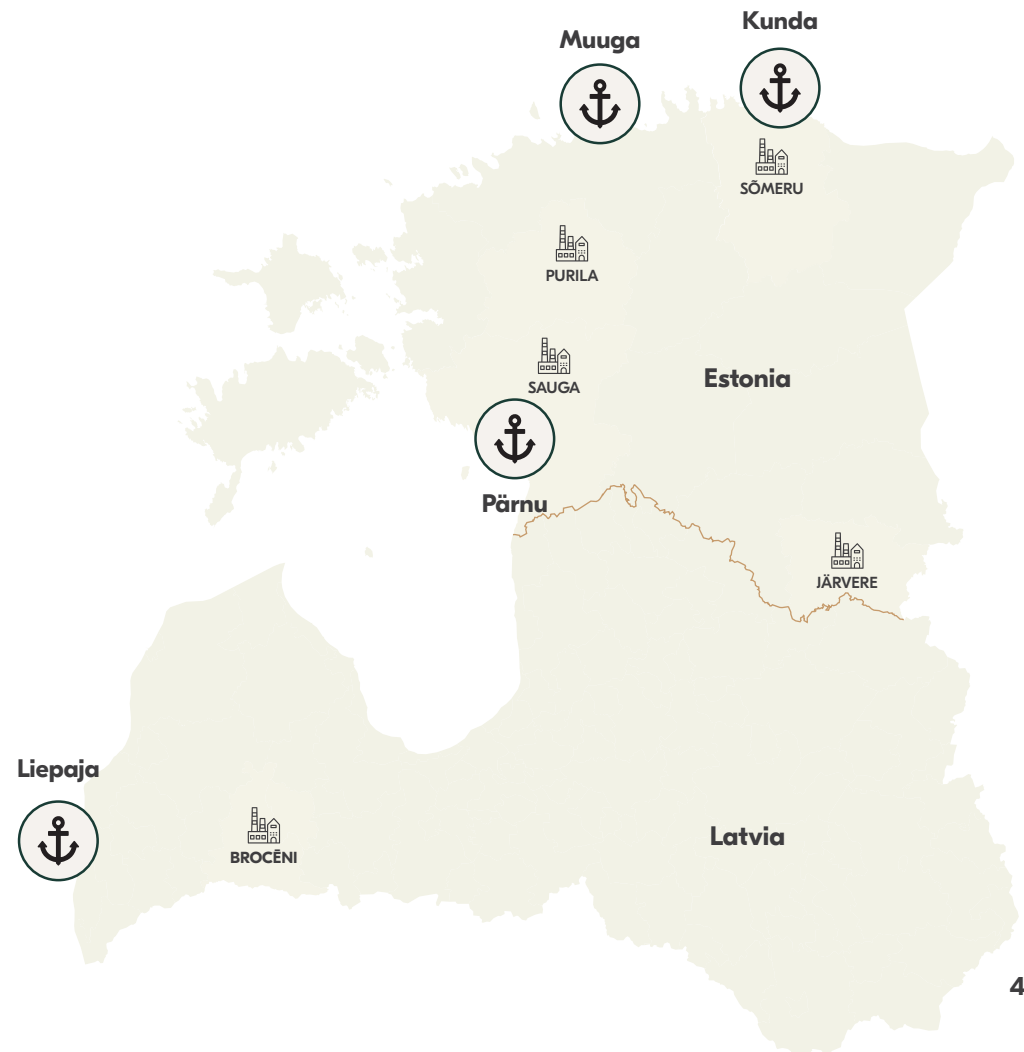 Kunda
Muuga
SÕMERU
PURILA
Estonia
SAUGA
Pärnu
JÄRVERE
Liepaja
Latvia
BROCĒNI
4